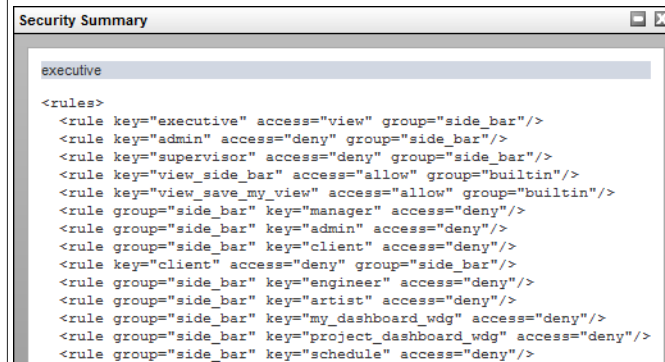 Security Summary
executive
<rules>
<rule key="executive" access="view" group="side_bar"/>
<rule key="admin" access="deny" group="side_bar"/>
<rule key="supervisor" access="deny" group="side_bar"/>
<rule key="view_side_bar" access="allow" group="builtin"/>
<rule key="view_save_my_view" access="allow" group="builtin"/>
<rule group="side_bar" key="manager" access="deny"/>
<rule group="side_bar" key="admin" access="deny"/>
<rule group="side_bar" key="client" access="deny"/>
<rule key="client" access="deny" group="side_bar"/>
<rule group="side_bar" key="engineer" access="deny"/>
<rule group="side_bar" key="artist" access="deny"/>
<rule group="side_bar" key="my_dashboard_wdg" access="deny"/>
<rule group="side_bar" key="project_dashboard_wdg" access="deny"/>
<rule group="side_bar" key="schedule" access="deny"/>